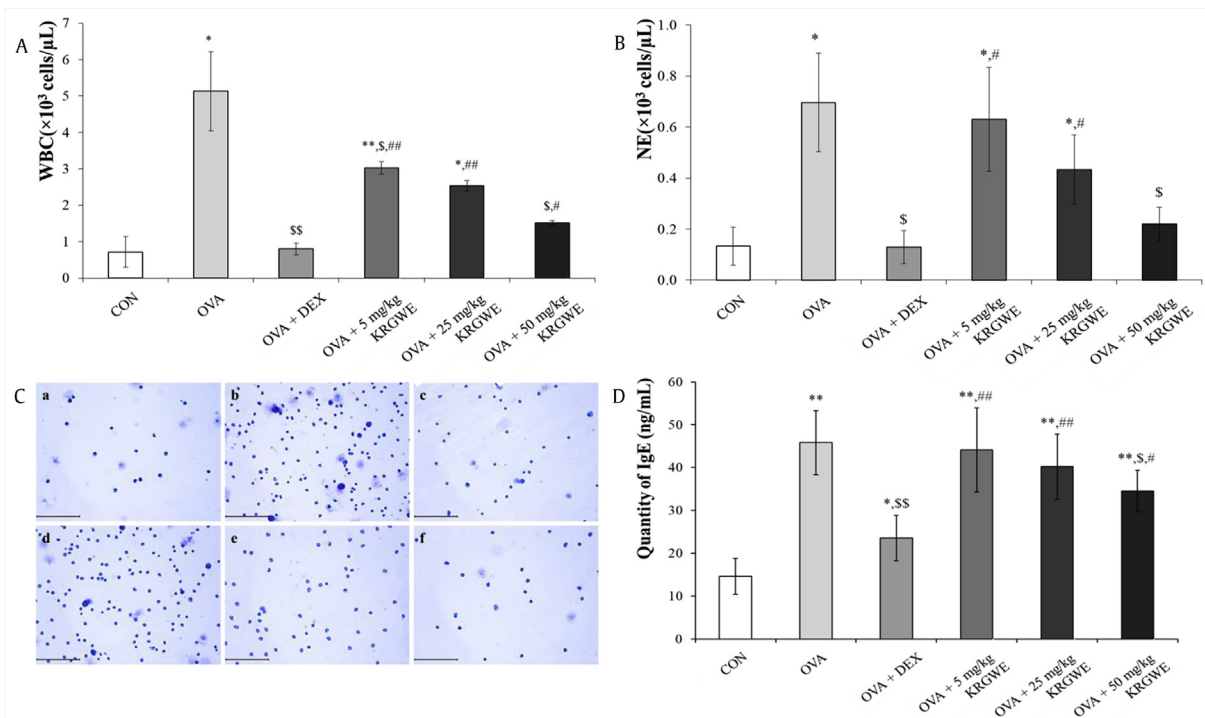 A
WBC(×10³ cells/µL)
7
6
5
4
3
2
1
0
*
$$
**,$,##
*,##
$,#
CON
OVA
OVA + DEX
OVA + 5 mg/kg
KRGWE
OVA + 25 mg/kg
KRGWE
OVA + 50 mg/kg
KRGWE
B
NE(×10³ cells/µL)
1.0
0.8
0.6
0.4
0.2
0.0
*
$
*,#
*,#
$
CON
OVA
OVA + DEX
OVA + 5 mg/kg
KRGWE
OVA + 25 mg/kg
KRGWE
OVA + 50 mg/kg
KRGWE
C
a
b
c
d
e
f
D
Quantity of IgE (ng/mL)
60
50
40
30
20
10
0
**
*,$$
**,##
**,##
**,$,#
CON
OVA
OVA + DEX
OVA + 5 mg/kg
KRGWE
OVA + 25 mg/kg
KRGWE
OVA + 50 mg/kg
KRGWE